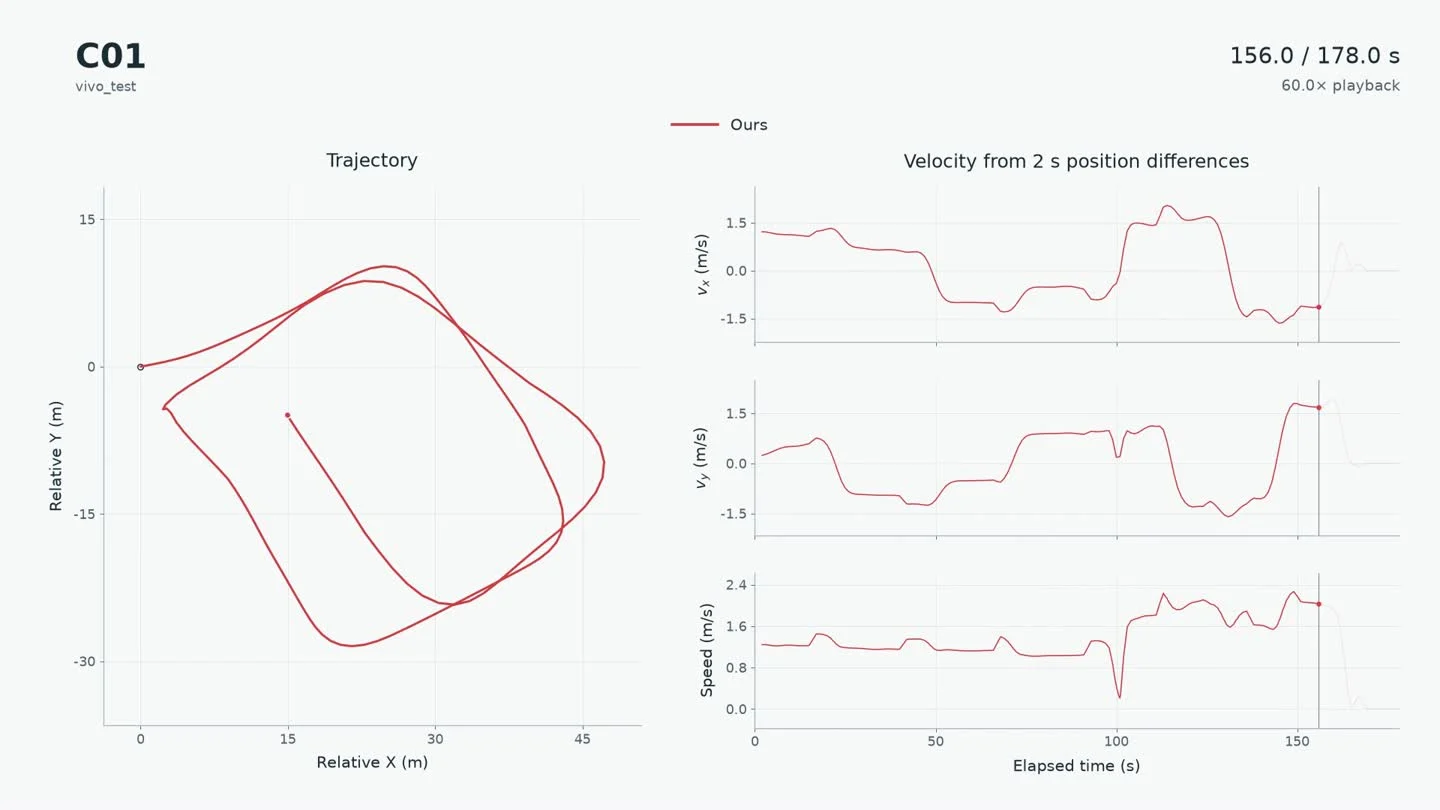 C01
vivo_test
156.0 / 178.0 s
60.0× playback
Ours
Trajectory
15
0
-15
-30
Relative Y (m)
0
15
30
45
Relative X (m)
Velocity from 2 s position differences
1.5
0.0
-1.5
vx (m/s)
1.5
0.0
-1.5
vy (m/s)
2.4
1.6
0.8
0.0
Speed (m/s)
0
50
100
150
Elapsed time (s)